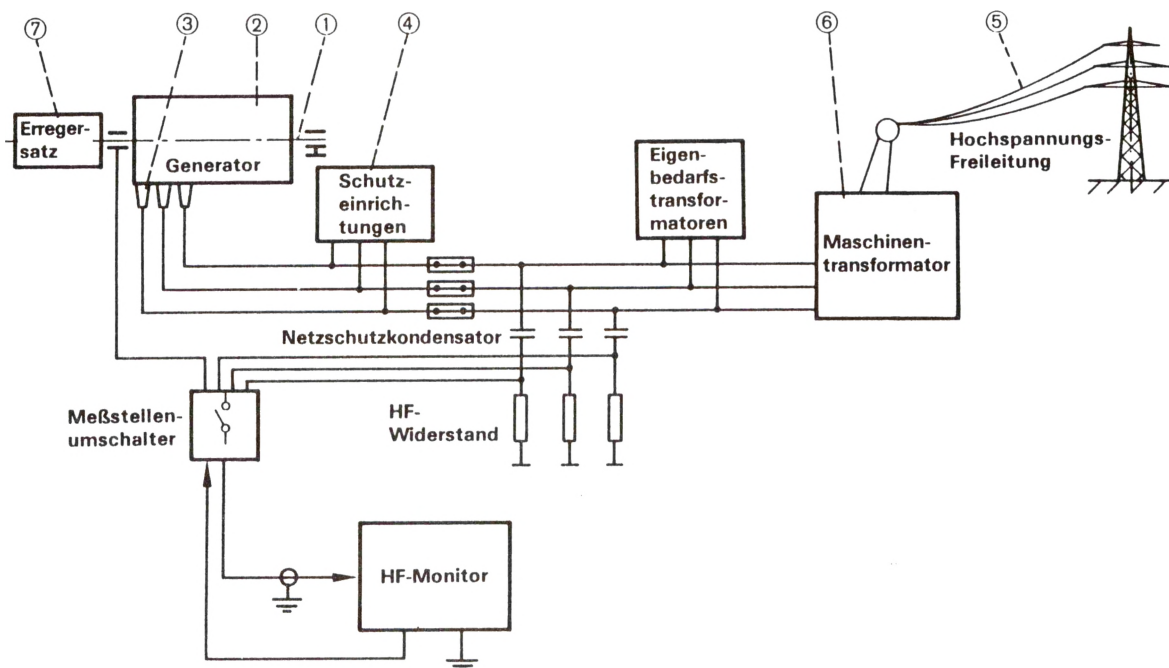 ⑦
③
②
①
④
⑥
⑤
Erreger-
satz
Generator
Schutz-
einrich-
tungen
Eigen-
bedarfs-
transfor-
matoren
Hochspannungs-
Freileitung
Maschinen-
transformator
Netzschutzkondensator
Meßstellen-
umschalter
HF-
Widerstand
HF-Monitor